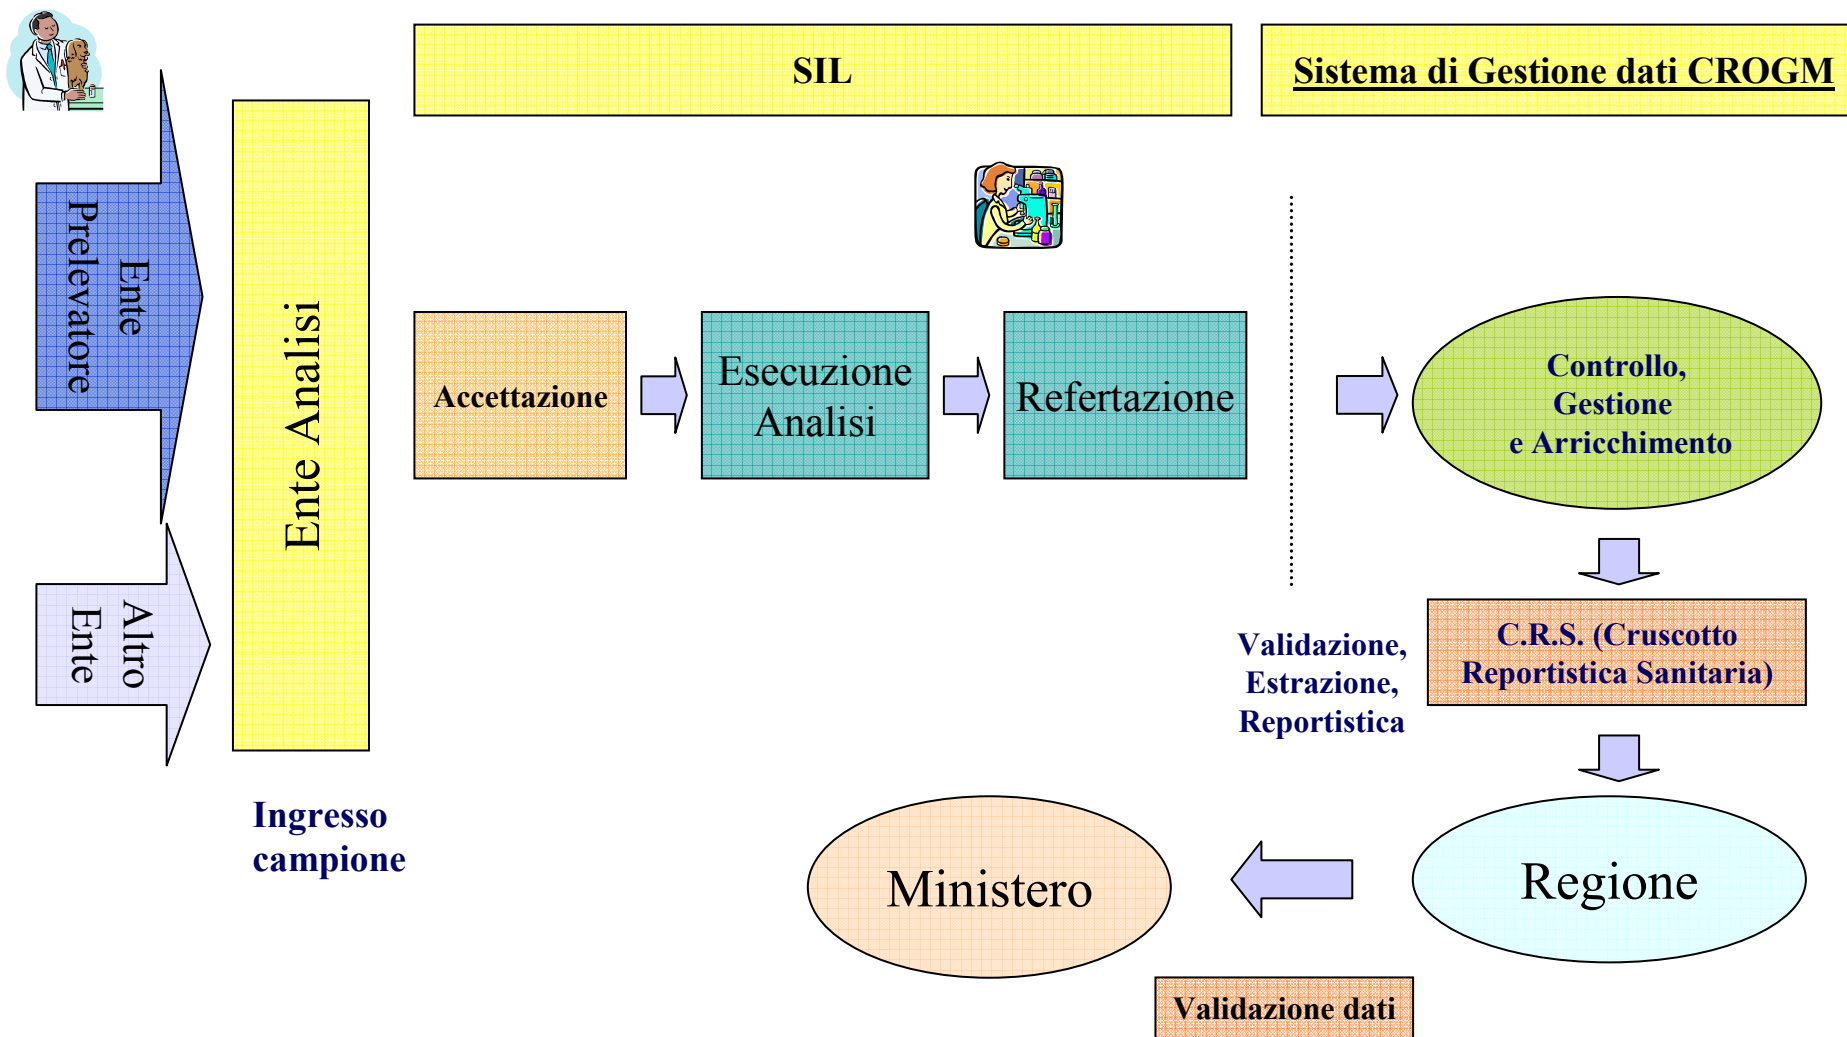 SIL
Sistema di Gestione dati CROGM
Ente
Prelevatore
Altro
Ente
Ente Analisi
Ingresso
campione
Accettazione
Esecuzione
Analisi
Refertazione
Controllo,
Gestione
e Arricchimento
Validazione,
Estrazione,
Reportistica
C.R.S. (Cruscotto
Reportistica Sanitaria)
Ministero
Regione
Validazione dati